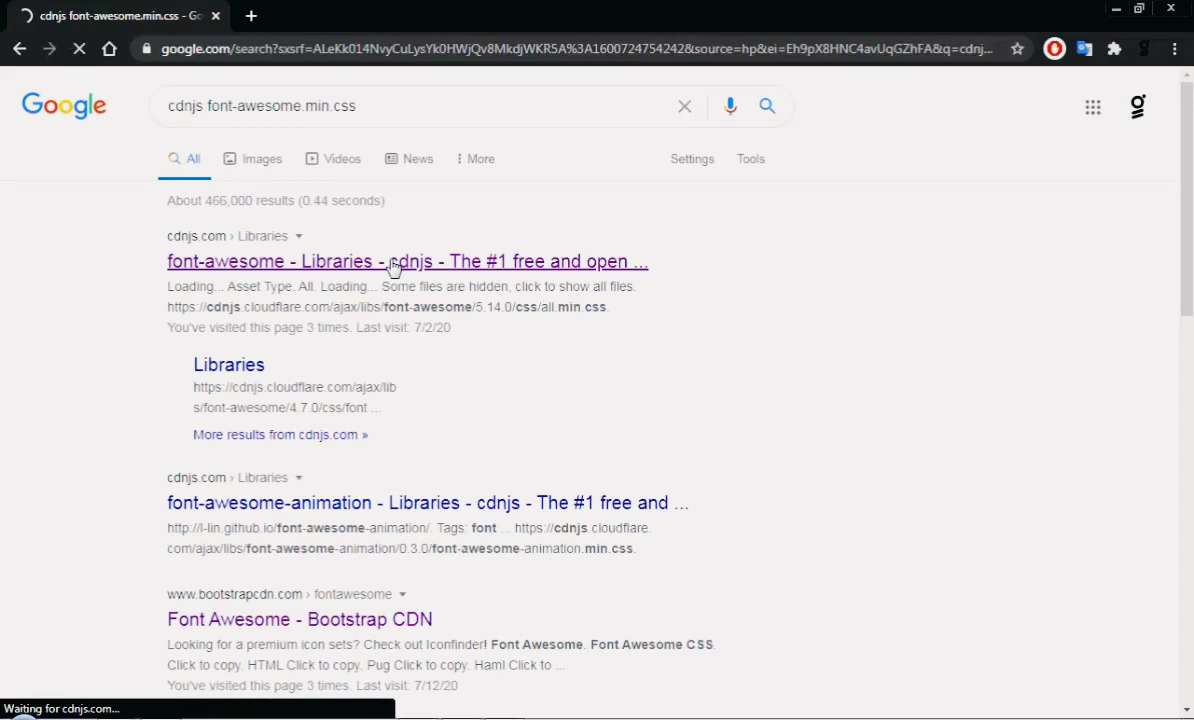 cdnjs font-awesome.min.css - Go
google.com/search?sxsrf=ALeKk014NvyCuLysYk0HWjQv8MkdjWKR5A%3A1600724754242&source=hp&ei=Eh9pX8HNC4avUqGZhFA&q=cdnj...
Google
cdnjs font-awesome.min.css
All Images Videos News More Settings Tools
About 466,000 results (0.44 seconds)
cdnjs.com › Libraries
font-awesome - Libraries - cdnjs - The #1 free and open ...
Loading... Asset Type. All. Loading... Some files are hidden, click to show all files.
https://cdnjs.cloudflare.com/ajax/libs/font-awesome/5.14.0/css/all.min.css.
You've visited this page 3 times. Last visit: 7/2/20
Libraries
https://cdnjs.cloudflare.com/ajax/lib
s/font-awesome/4.7.0/css/font ...
More results from cdnjs.com »
cdnjs.com › Libraries
font-awesome-animation - Libraries - cdnjs - The #1 free and ...
http://l-lin.github.io/font-awesome-animation/. Tags: font ... https://cdnjs.cloudflare.
com/ajax/libs/font-awesome-animation/0.3.0/font-awesome-animation.min.css.
www.bootstrapcdn.com › fontawesome
Font Awesome - Bootstrap CDN
Looking for a premium icon sets? Check out Iconfinder! Font Awesome. Font Awesome CSS.
Click to copy. HTML Click to copy. Pug Click to copy. Haml Click to ...
You've visited this page 3 times. Last visit: 7/12/20
Waiting for cdnjs.com...